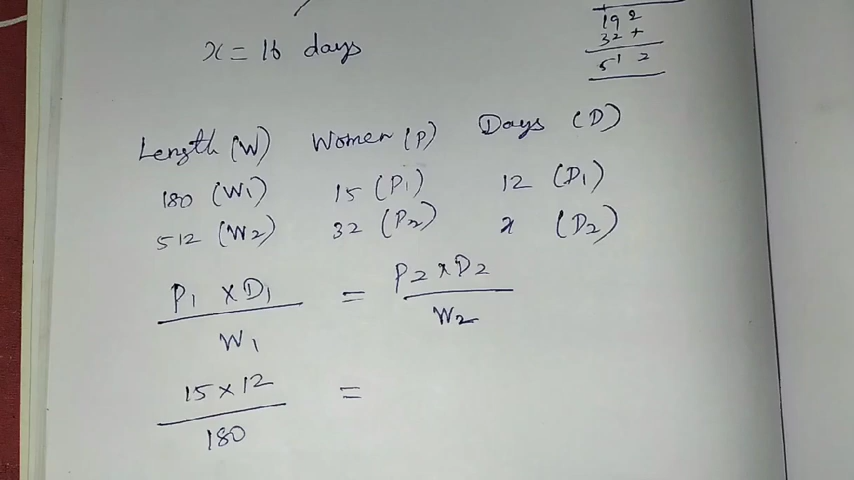 192
32+
512
x = 16 days
Length (W) Women (P) Days (D)
180 (W1) 15 (P1) 12 (D1)
512 (W2) 32 (P2) x (D2)
P1 × D1 = P2 × D2
W1 W2
15 × 12 =
180